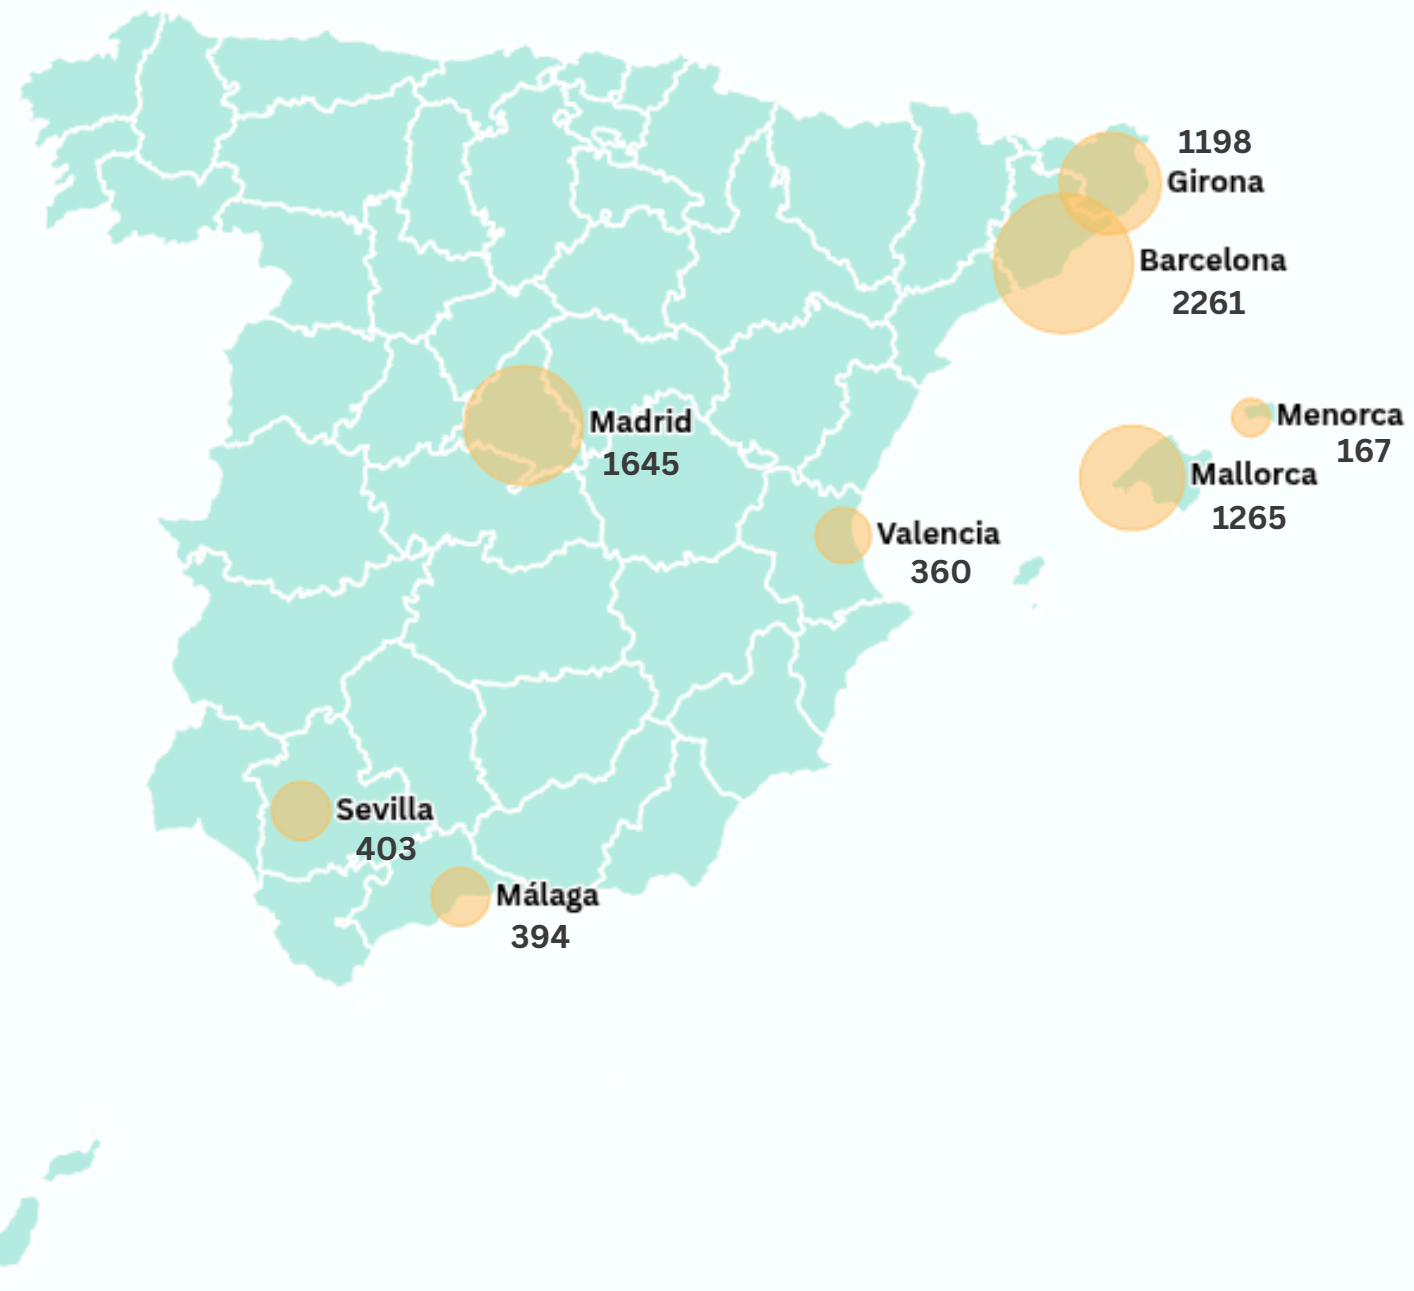 1198
Girona
Barcelona
2261
Menorca
167
Madrid
1645
Mallorca
1265
Valencia
360
Sevilla
403
Málaga
394